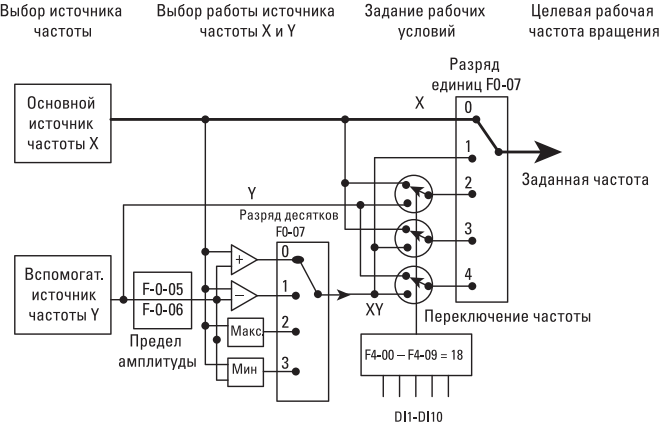 Выбор источника
частоты
Выбор работы источника
частоты X и Y
Задание рабочих
условий
Целевая рабочая
частота вращения
Разряд
единиц F0-07
Основной
источник
частоты X
X
0
1
2
3
4
Заданная частота
Y
Разряд десятков
F0-07
Вспомогат.
источник
частоты Y
F-0-05
F-0-06
Предел
амплитуды
+
−
Макс
Мин
0
1
2
3
XY
Переключение частоты
F4-00 – F4-09 = 18
DI1-DI10